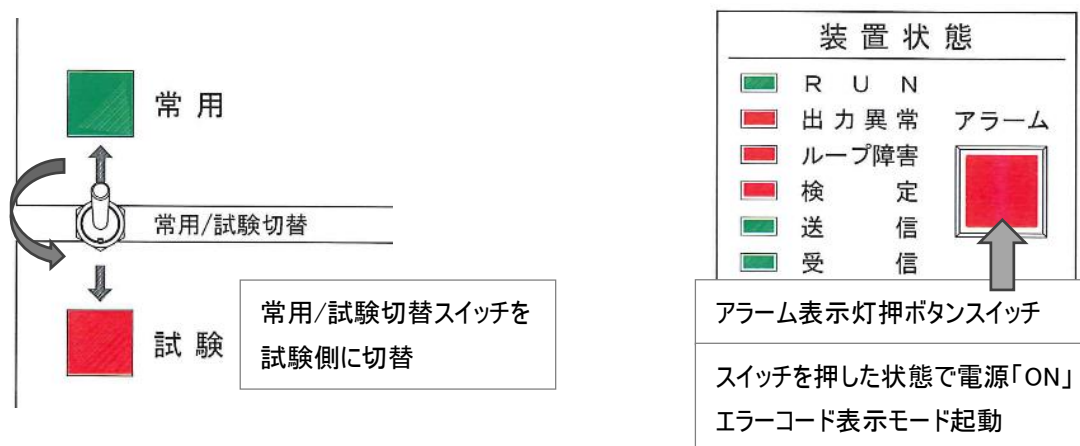 常用
常用/試験切替
試験
常用/試験切替スイッチを
試験側に切替
装置状態
RUN
出力異常
アラーム
ループ障害
検定
送信
受信
アラーム表示灯押ボタンスイッチ
スイッチを押した状態で電源「ON」
エラーコード表示モード起動